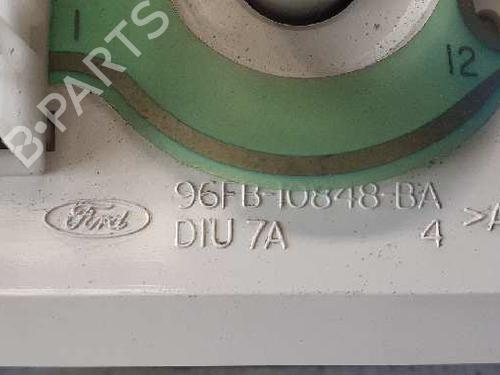 1
12
B-PARTS
Ford
96FB-10848-BA
DIU 7A 4 >A